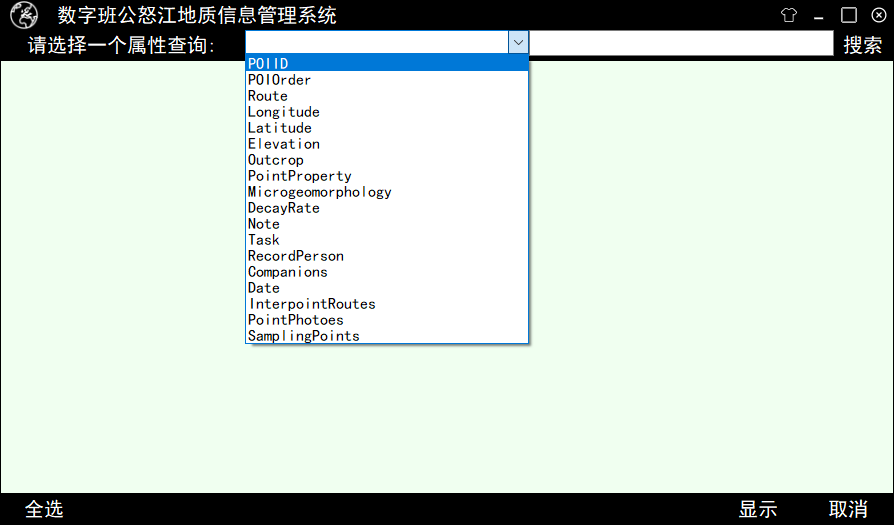 数字班公怒江地质信息管理系统
请选择一个属性查询: 搜索
POIID
POIOrder
Route
Longitude
Latitude
Elevation
Outcrop
PointProperty
Microgeomorphology
DecayRate
Note
Task
RecordPerson
Companions
Date
InterpointRoutes
PointPhotoes
SamplingPoints
全选 显示 取消